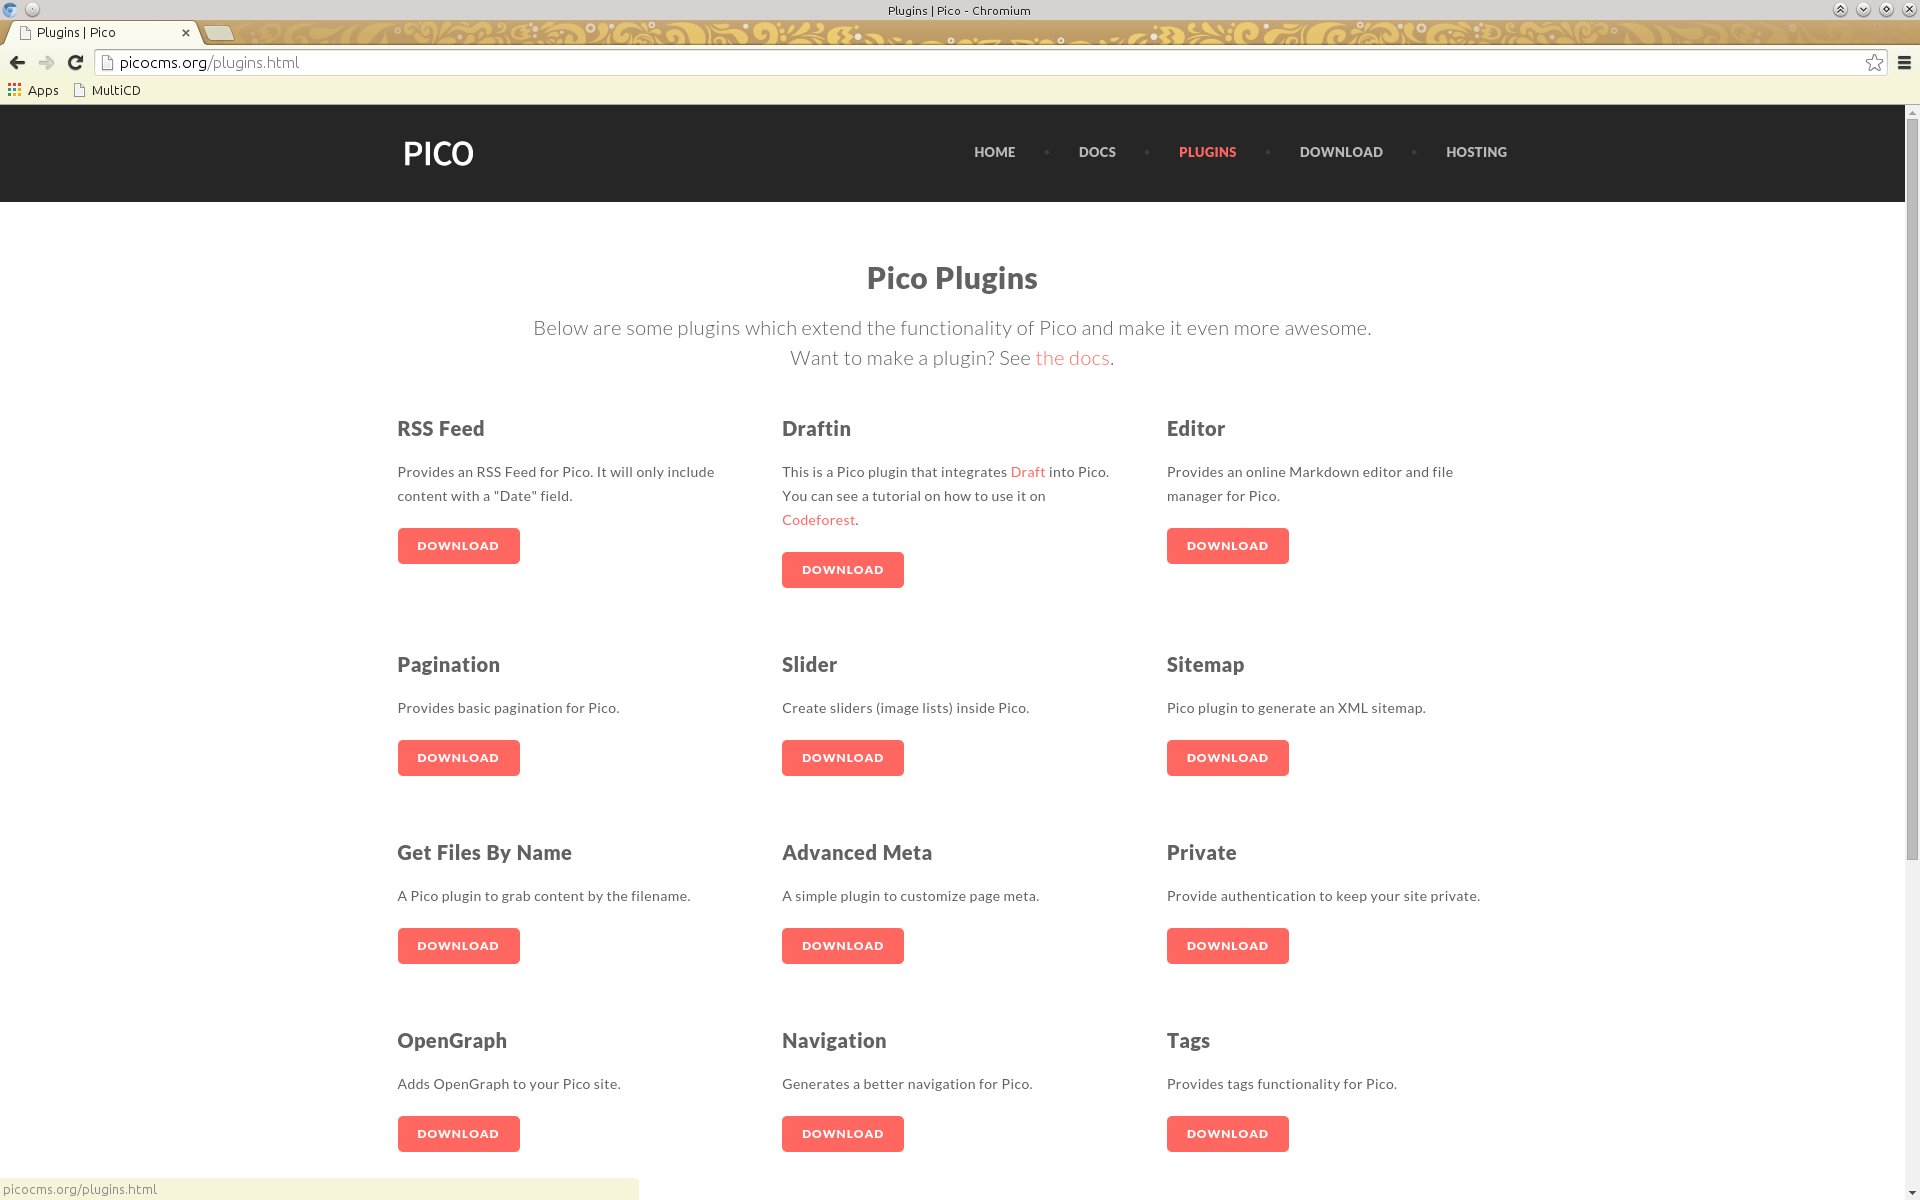 Plugins | Pico - Chromium
Plugins | Pico
picocms.org/plugins.html
Apps MultiCD
PICO
HOME DOCS PLUGINS DOWNLOAD HOSTING
Pico Plugins
Below are some plugins which extend the functionality of Pico and make it even more awesome.
Want to make a plugin? See the docs.
RSS Feed
Provides an RSS Feed for Pico. It will only include
content with a "Date" field.
DOWNLOAD
Draftin
This is a Pico plugin that integrates Draft into Pico.
You can see a tutorial on how to use it on
Codeforest.
DOWNLOAD
Editor
Provides an online Markdown editor and file
manager for Pico.
DOWNLOAD
Pagination
Provides basic pagination for Pico.
DOWNLOAD
Slider
Create sliders (image lists) inside Pico.
DOWNLOAD
Sitemap
Pico plugin to generate an XML sitemap.
DOWNLOAD
Get Files By Name
A Pico plugin to grab content by the filename.
DOWNLOAD
Advanced Meta
A simple plugin to customize page meta.
DOWNLOAD
Private
Provide authentication to keep your site private.
DOWNLOAD
OpenGraph
Adds OpenGraph to your Pico site.
DOWNLOAD
Navigation
Generates a better navigation for Pico.
DOWNLOAD
Tags
Provides tags functionality for Pico.
DOWNLOAD
picocms.org/plugins.html